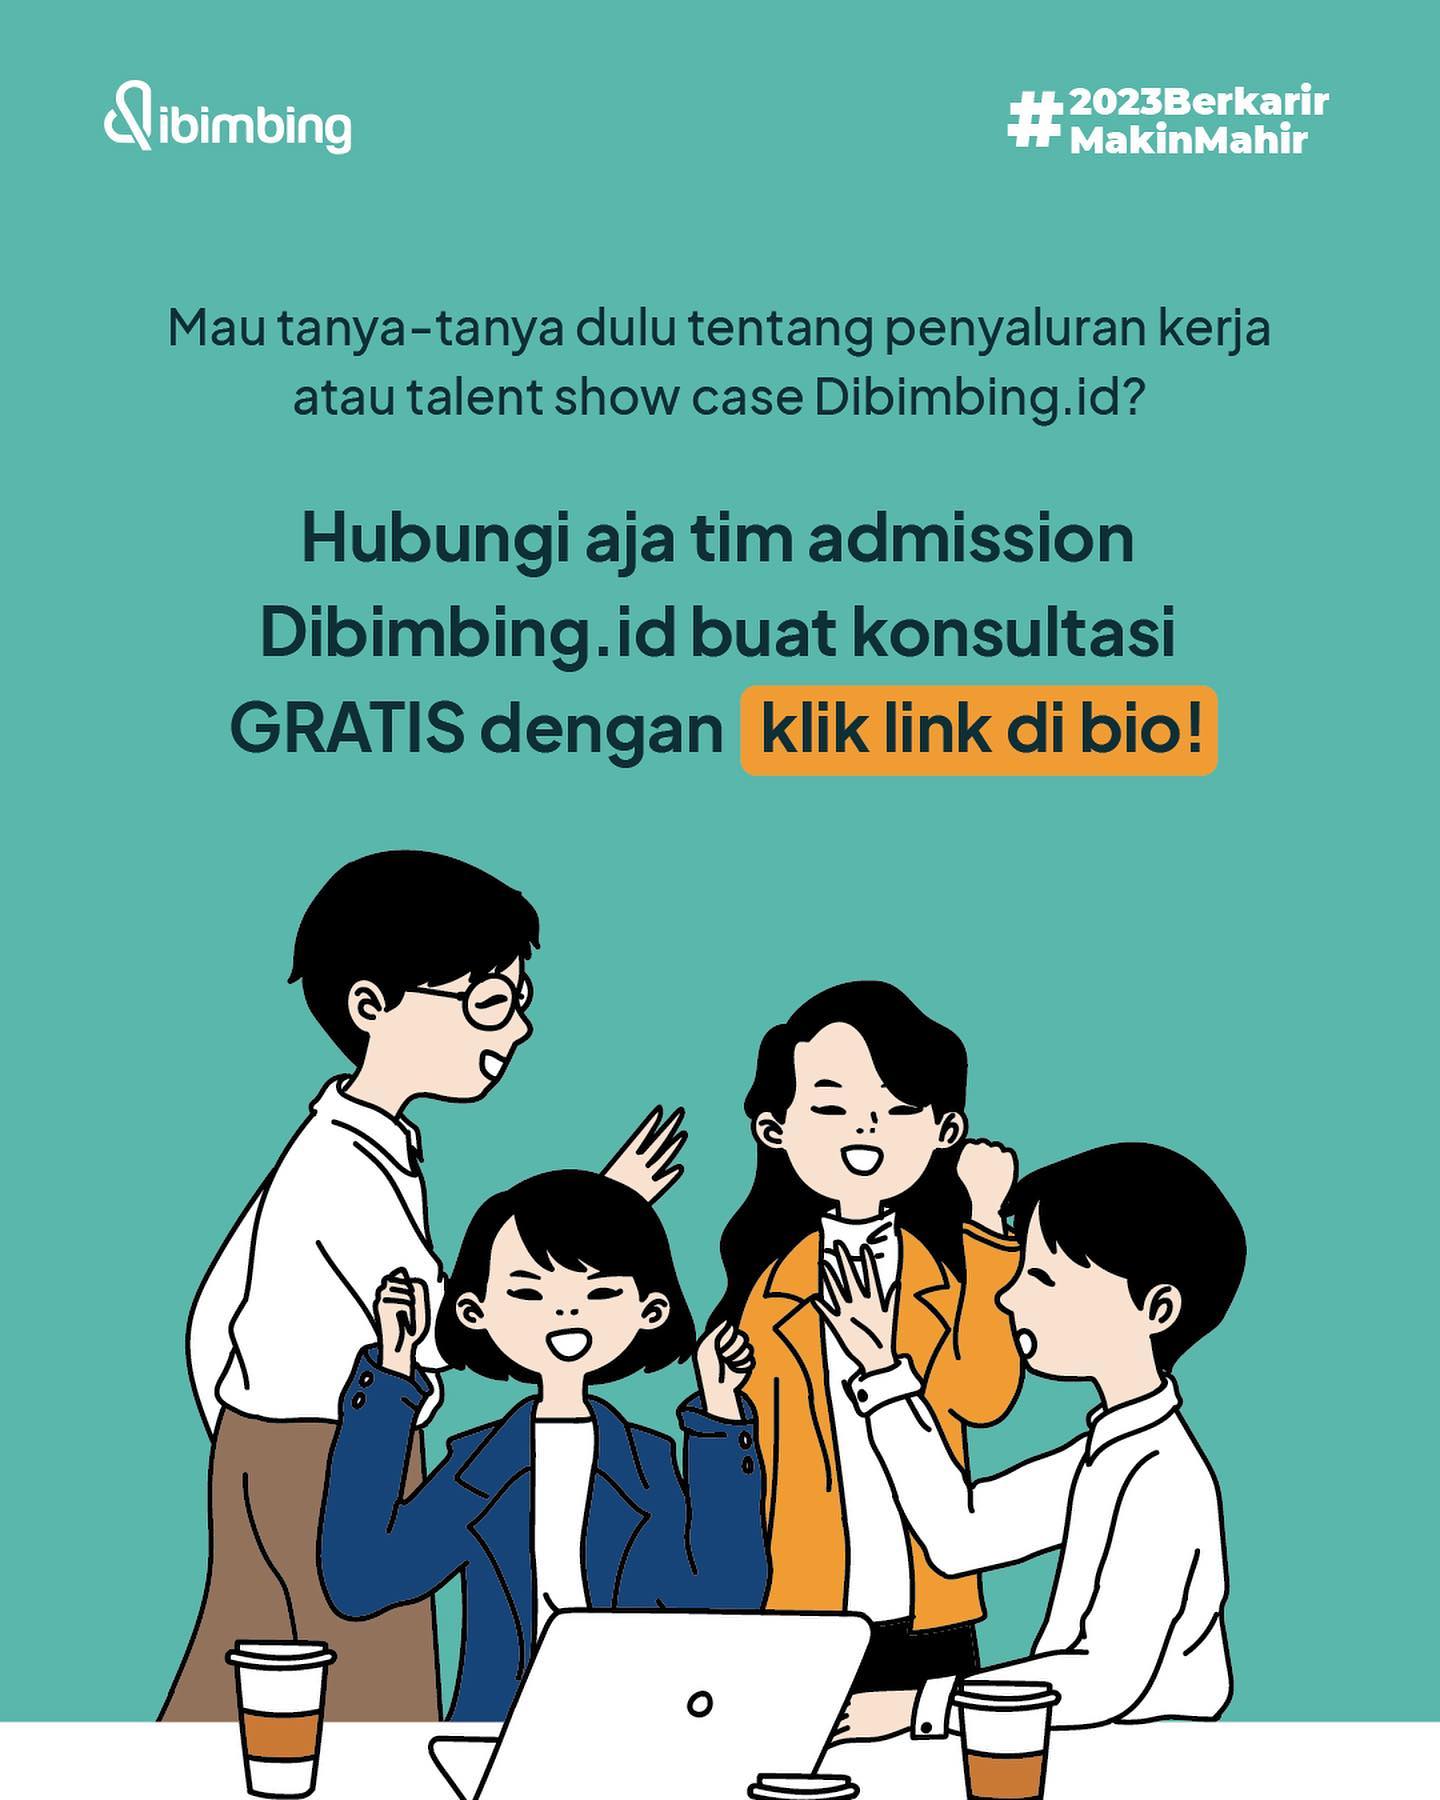 Dibimbing
#2023Berkarir
MakinMahir
Mau tanya-tanya dulu tentang penyaluran kerja
atau talent show case Dibimbing.id?
Hubungi aja tim admission
Dibimbing.id buat konsultasi
GRATIS dengan klik link di bio!